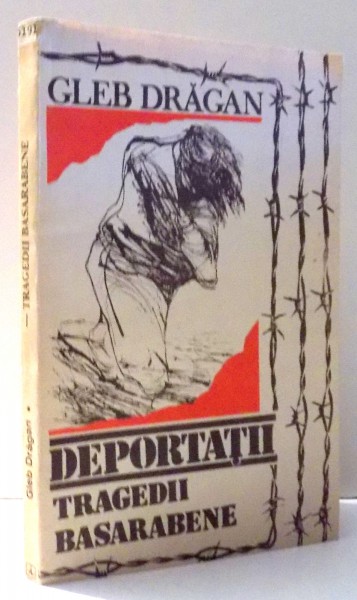 GLEB DRĂGAN
DEPORTAȚII
TRAGEDII
BASARABENE
Gleb Drăgan • — TRAGEDII BASARABENE